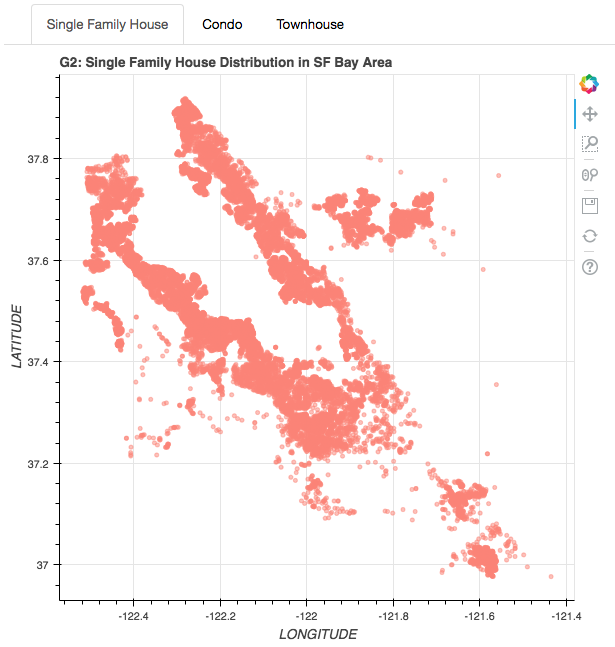 Single Family House Condo Townhouse
G2: Single Family House Distribution in SF Bay Area
37.8
37.6
37.4
37.2
37
LATITUDE
-122.4 -122.2 -122 -121.8 -121.6 -121.4
LONGITUDE